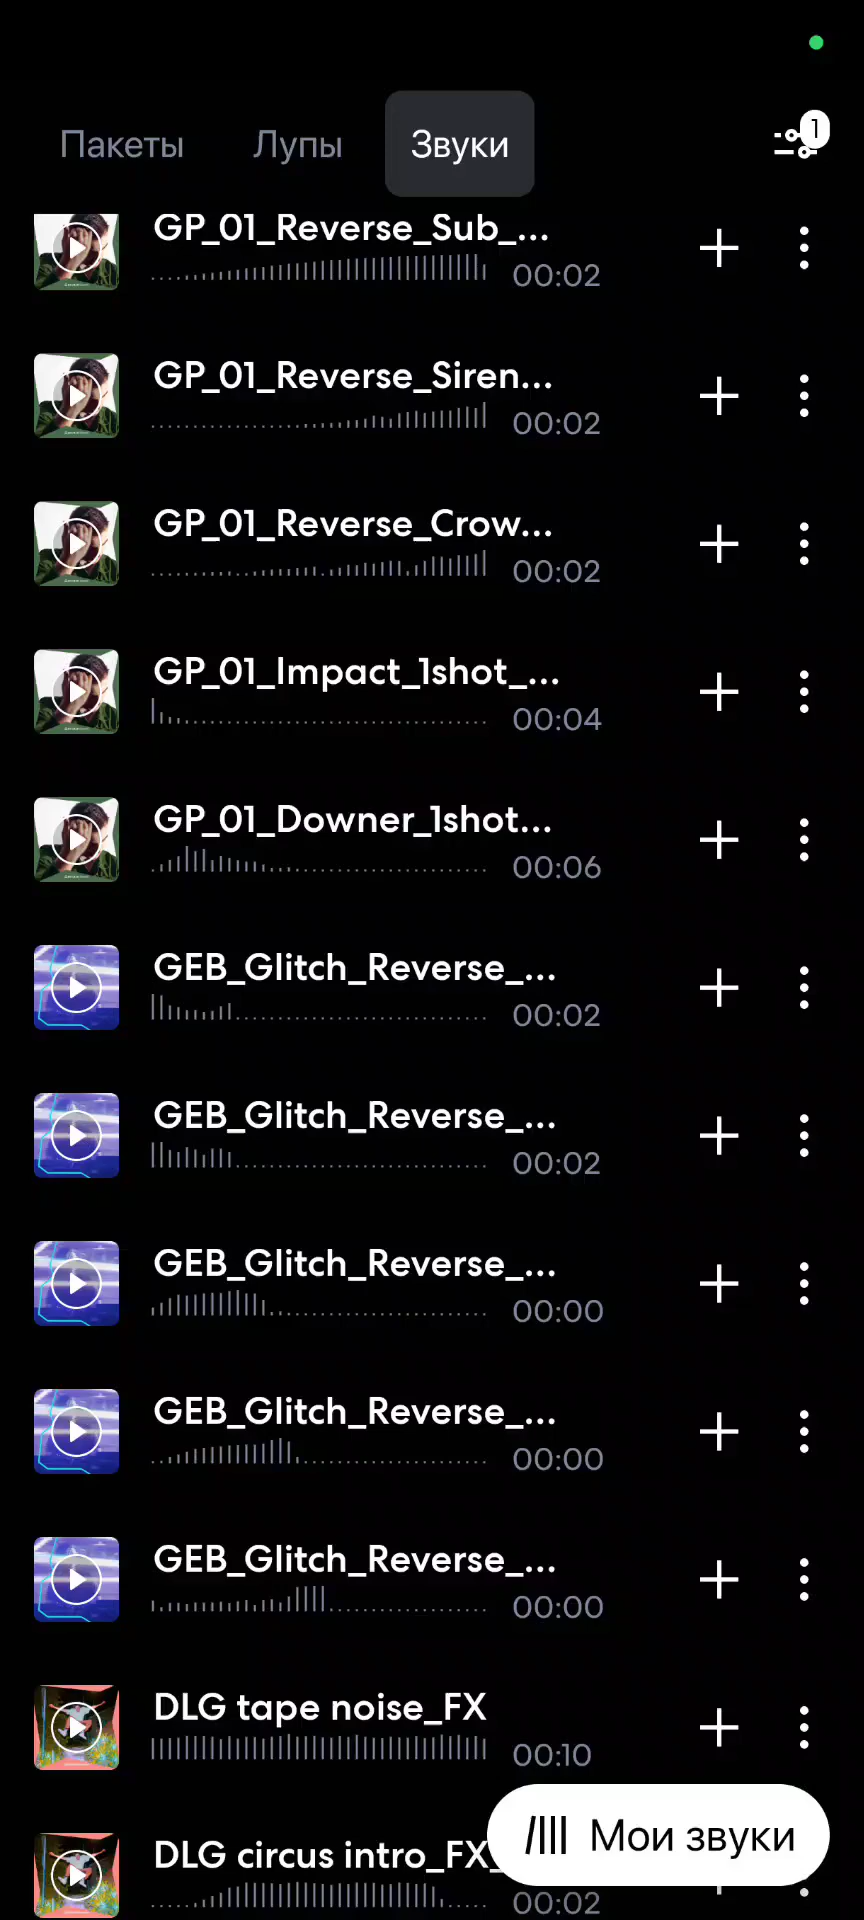 Пакеты Лупы Звуки 1
GP_01_Reverse_Sub_...
00:02
GP_01_Reverse_Siren...
00:02
GP_01_Reverse_Crow...
00:02
GP_01_Impact_1shot_...
00:04
GP_01_Downer_1shot...
00:06
GEB_Glitch_Reverse_...
00:02
GEB_Glitch_Reverse_...
00:02
GEB_Glitch_Reverse_...
00:00
GEB_Glitch_Reverse_...
00:00
GEB_Glitch_Reverse_...
00:00
DLG tape noise_FX
00:10
Мои звуки
DLG circus intro_FX_
00:02